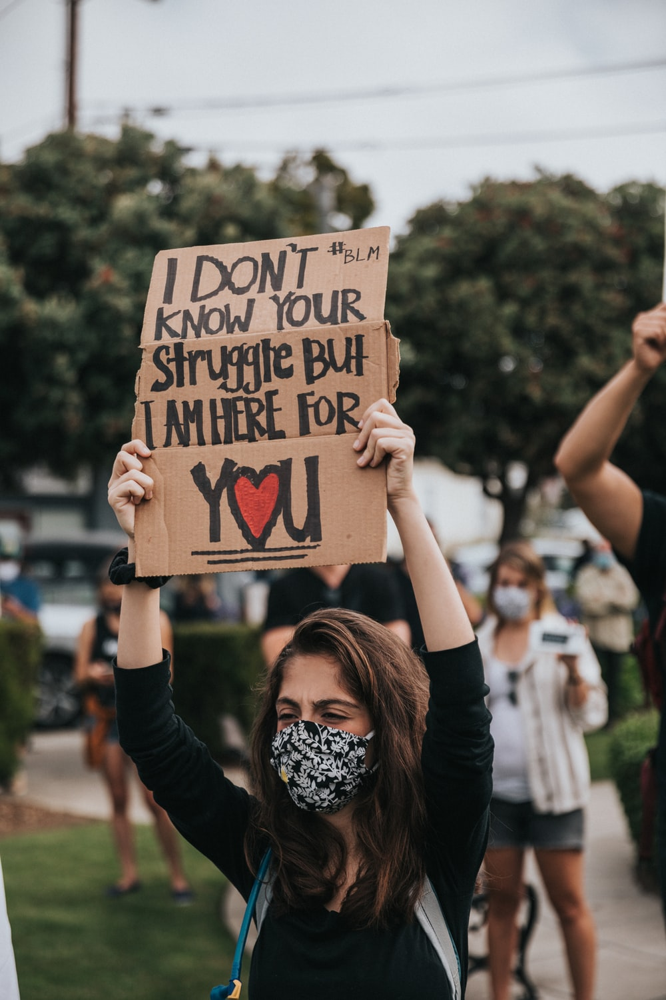 I DON'T #BLM
KNOW YOUR
Struggle BUt
I AM HERE FOR
YOU